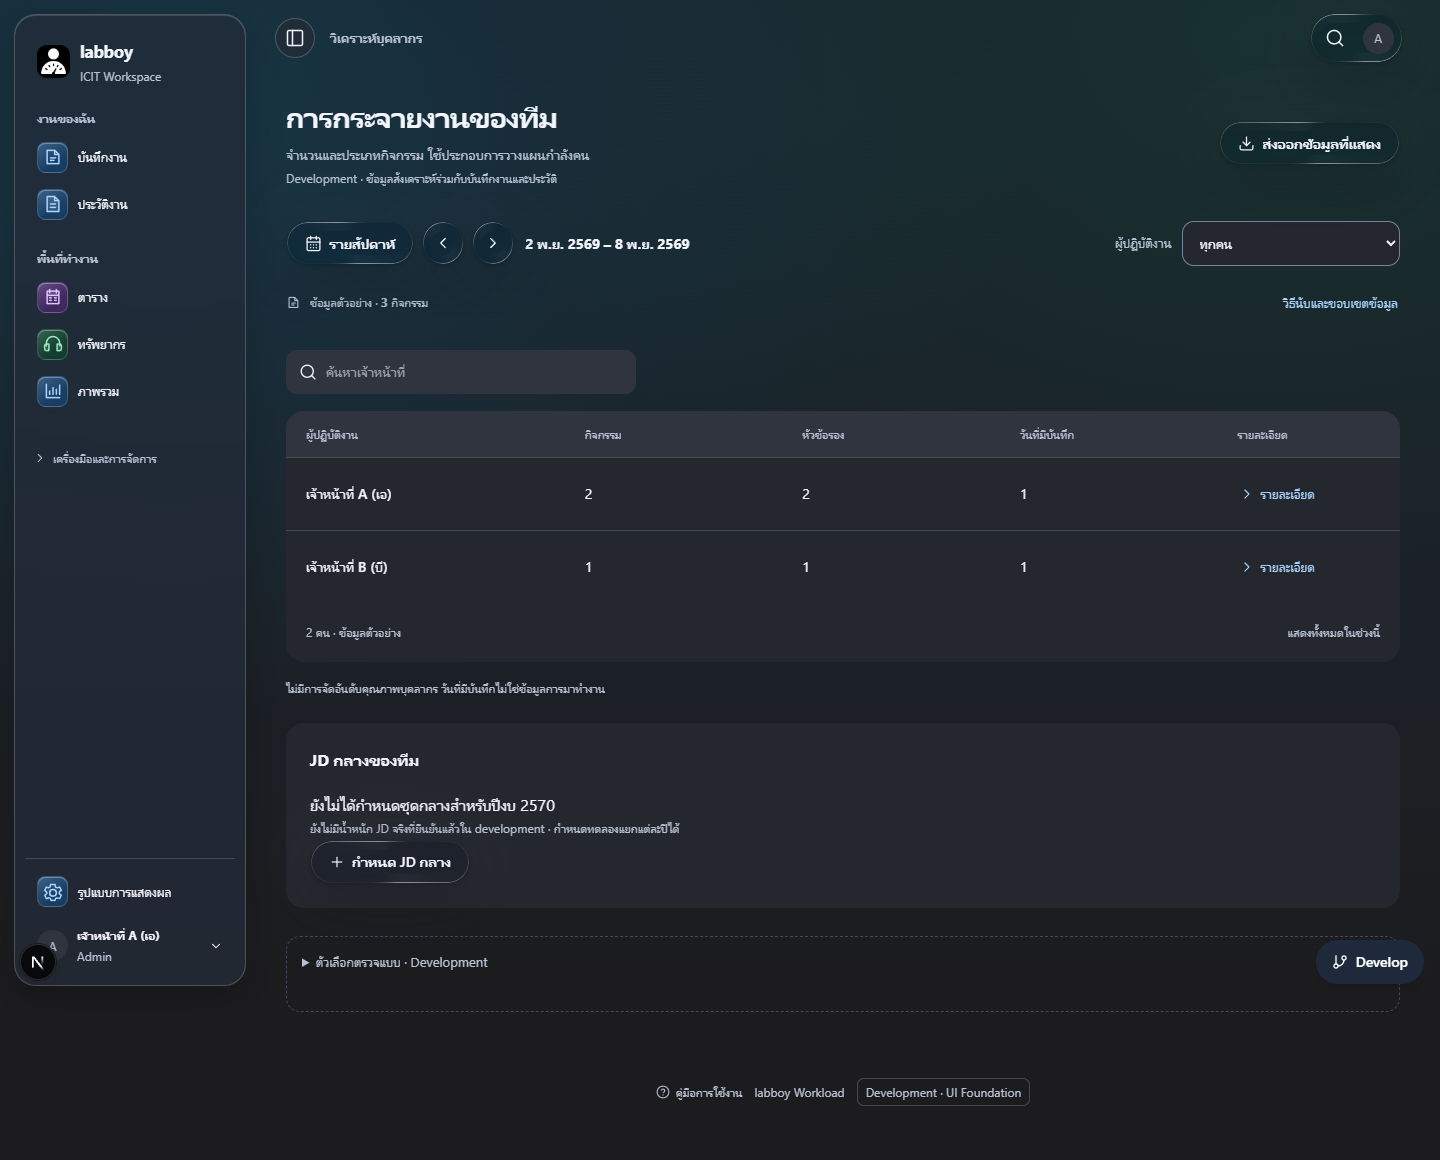 labboy
ICIT Workspace
งานของฉัน
บันทึกงาน
ประวัติงาน
พื้นที่ทำงาน
ตาราง
ทรัพยากร
ภาพรวม
เครื่องมือและการจัดการ
รูปแบบการแสดงผล
A
เจ้าหน้าที่ A (เอ)
Admin
N
วิเคราะห์บุคลากร
A
การกระจายงานของทีม
จำนวนและประเภทกิจกรรม ใช้ประกอบการวางแผนกำลังคน
Development · ข้อมูลสังเคราะห์ร่วมกับบันทึกงานและประวัติ
ส่งออกข้อมูลที่แสดง
รายสัปดาห์
2 พ.ย. 2569 – 8 พ.ย. 2569
ผู้ปฏิบัติงาน
ทุกคน
ข้อมูลตัวอย่าง · 3 กิจกรรม
วิธีนับและขอบเขตข้อมูล
ค้นหาเจ้าหน้าที่
ผู้ปฏิบัติงาน กิจกรรม หัวข้อรอง วันที่มีบันทึก รายละเอียด
เจ้าหน้าที่ A (เอ) 2 2 1 รายละเอียด
เจ้าหน้าที่ B (บี) 1 1 1 รายละเอียด
2 คน · ข้อมูลตัวอย่าง
แสดงทั้งหมดในช่วงนี้
ไม่มีการจัดอันดับคุณภาพบุคลากร วันที่มีบันทึกไม่ใช่ข้อมูลการมาทำงาน
JD กลางของทีม
ยังไม่ได้กำหนดชุดกลางสำหรับปีงบ 2570
ยังไม่มีน้ำหนัก JD จริงที่ยืนยันแล้วใน development · กำหนดทดลองแยกแต่ละปีได้
กำหนด JD กลาง
ตัวเลือกตรวจแบบ · Development
Develop
คู่มือการใช้งาน labboy Workload Development · UI Foundation